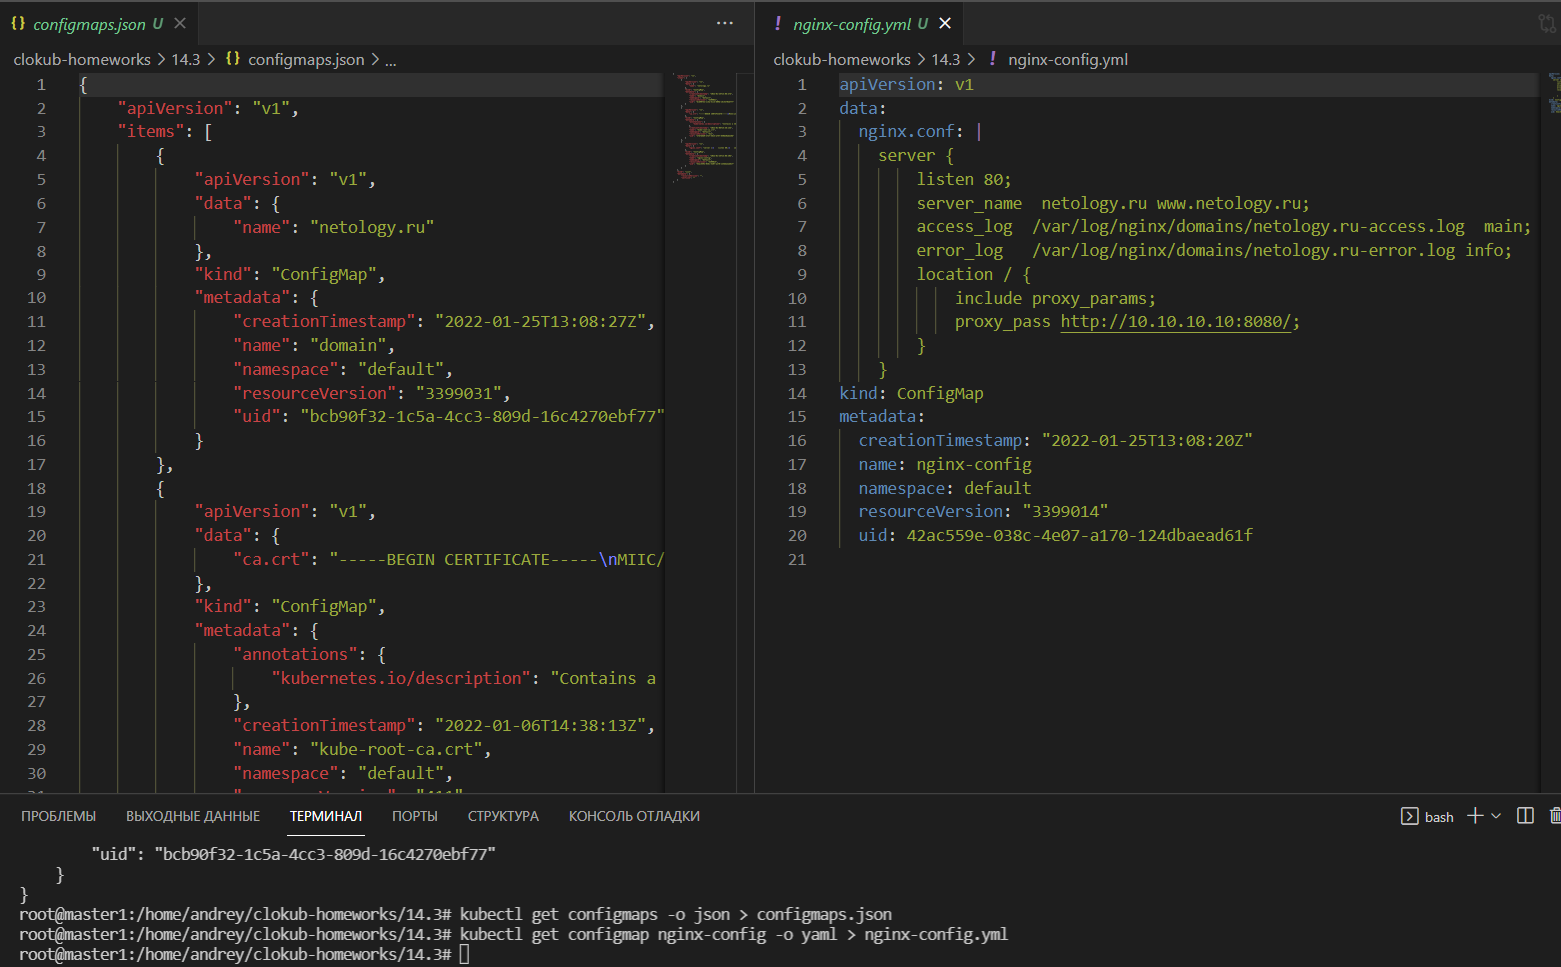 {} configmaps.json U ×
clokub-homeworks > 14.3 > {} configmaps.json > ...
1 {
2 "apiVersion": "v1",
3 "items": [
4 {
5 "apiVersion": "v1",
6 "data": {
7 "name": "netology.ru"
8 },
9 "kind": "ConfigMap",
10 "metadata": {
11 "creationTimestamp": "2022-01-25T13:08:27Z",
12 "name": "domain",
13 "namespace": "default",
14 "resourceVersion": "3399031",
15 "uid": "bcb90f32-1c5a-4cc3-809d-16c4270ebf77"
16 }
17 },
18 {
19 "apiVersion": "v1",
20 "data": {
21 "ca.crt": "-----BEGIN CERTIFICATE-----\nMIIC/
22 },
23 "kind": "ConfigMap",
24 "metadata": {
25 "annotations": {
26 "kubernetes.io/description": "Contains a
27 },
28 "creationTimestamp": "2022-01-06T14:38:13Z",
29 "name": "kube-root-ca.crt",
30 "namespace": "default",
! nginx-config.yml U ×
clokub-homeworks > 14.3 > ! nginx-config.yml
1 apiVersion: v1
2 data:
3 nginx.conf: |
4 server {
5 listen 80;
6 server_name  netology.ru www.netology.ru;
7 access_log  /var/log/nginx/domains/netology.ru-access.log  main;
8 error_log   /var/log/nginx/domains/netology.ru-error.log info;
9 location / {
10 include proxy_params;
11 proxy_pass http://10.10.10.10:8080/;
12 }
13 }
14 kind: ConfigMap
15 metadata:
16 creationTimestamp: "2022-01-25T13:08:20Z"
17 name: nginx-config
18 namespace: default
19 resourceVersion: "3399014"
20 uid: 42ac559e-038c-4e07-a170-124dbaead61f
21
ПРОБЛЕМЫ ВЫХОДНЫЕ ДАННЫЕ ТЕРМИНАЛ ПОРТЫ СТРУКТУРА КОНСОЛЬ ОТЛАДКИ bash
"uid": "bcb90f32-1c5a-4cc3-809d-16c4270ebf77"
}
}
root@master1:/home/andrey/clokub-homeworks/14.3# kubectl get configmaps -o json > configmaps.json
root@master1:/home/andrey/clokub-homeworks/14.3# kubectl get configmap nginx-config -o yaml > nginx-config.yml
root@master1:/home/andrey/clokub-homeworks/14.3#